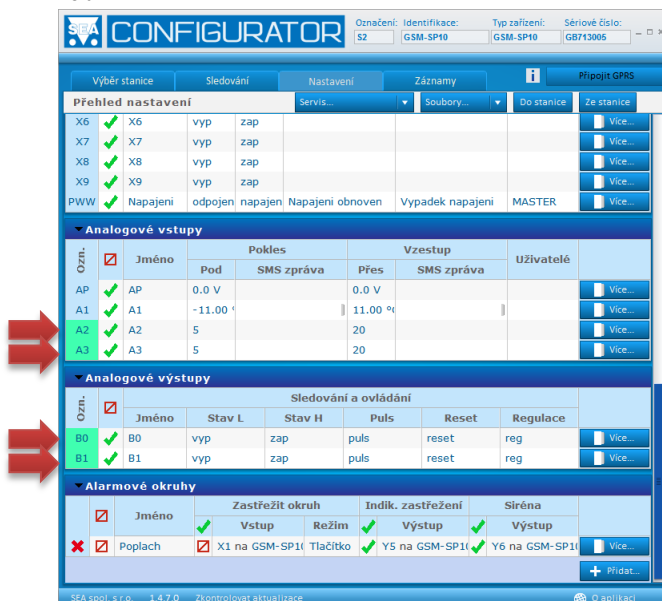 SEA CONFIGURATOR
Označení: Identifikace: Typ zařízení: Sériové číslo:
S2 GSM-SP10 GSM-SP10 GB713005
Výběr stanice Sledování Nastavení Záznamy i Připojit GPRS
Přehled nastavení Servis... Soubory... Do stanice Ze stanice
X6 X6 vyp zap Více...
X7 X7 vyp zap Více...
X8 X8 vyp zap Více...
X9 X9 vyp zap Více...
PWW Napajeni odpojen napajen Napajeni obnoven Vypadek napajeni MASTER Více...
Analogové vstupy
Ozn. Jméno Pokles Vzestup Uživatelé
Pod SMS zpráva Přes SMS zpráva
AP AP 0.0 V 0.0 V Více...
A1 A1 -11.00 11.00 Více...
A2 A2 5 20 Více...
A3 A3 5 20 Více...
Analogové výstupy
Ozn. Sledování a ovládání
Jméno Stav L Stav H Puls Reset Regulace
B0 B0 vyp zap puls reset reg Více...
B1 B1 vyp zap puls reset reg Více...
Alarmové okruhy
Jméno Zastřežit okruh Indik. zastřežení Siréna
Vstup Režim Výstup Výstup
Poplach X1 na GSM-SP1 Tlačítko Y5 na GSM-SP1 Y6 na GSM-SP1 Více...
+ Přidat...
SEA spol. s r.o. 1.4.7.0 Zkontrolovat aktualizace O aplikaci